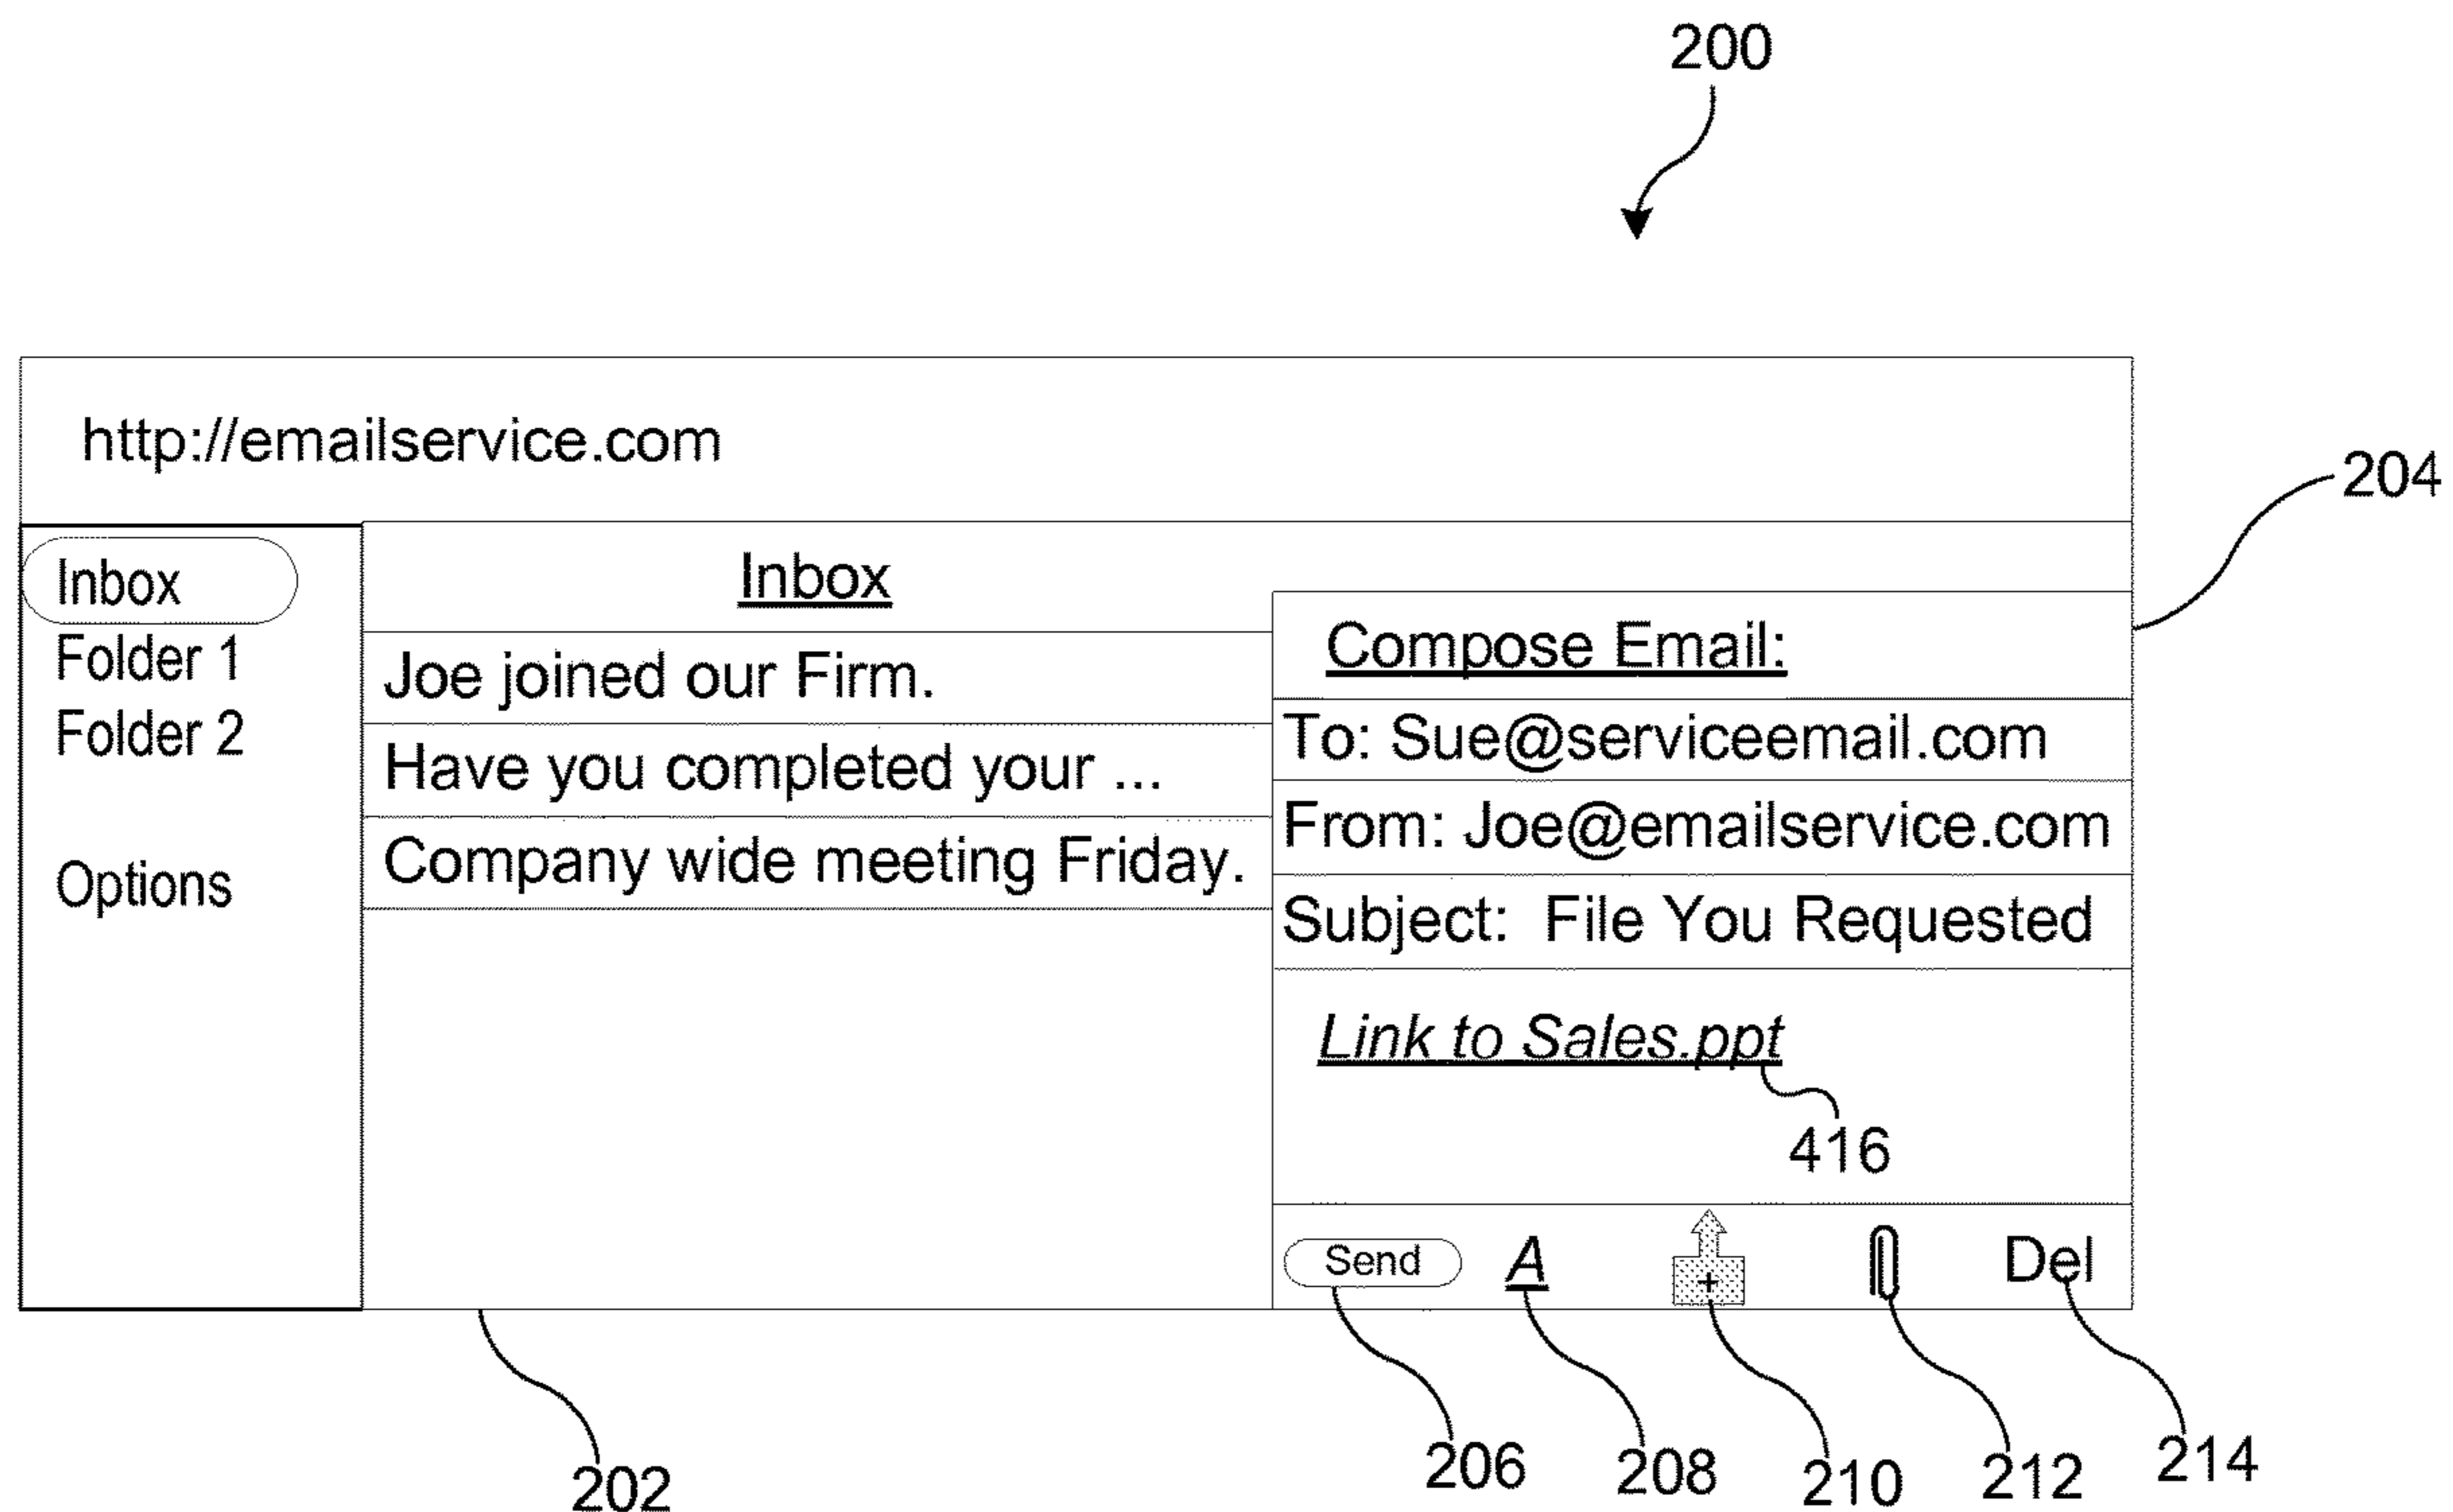 200
http://emailservice.com
204
Inbox
Folder 1
Folder 2
Options
Inbox
Joe joined our Firm.
Have you completed your ...
Company wide meeting Friday.
Compose Email:
To: Sue@serviceemail.com
From: Joe@emailservice.com
Subject: File You Requested
Link to Sales.ppt
416
Send A + Del
202
206 208 210 212 214